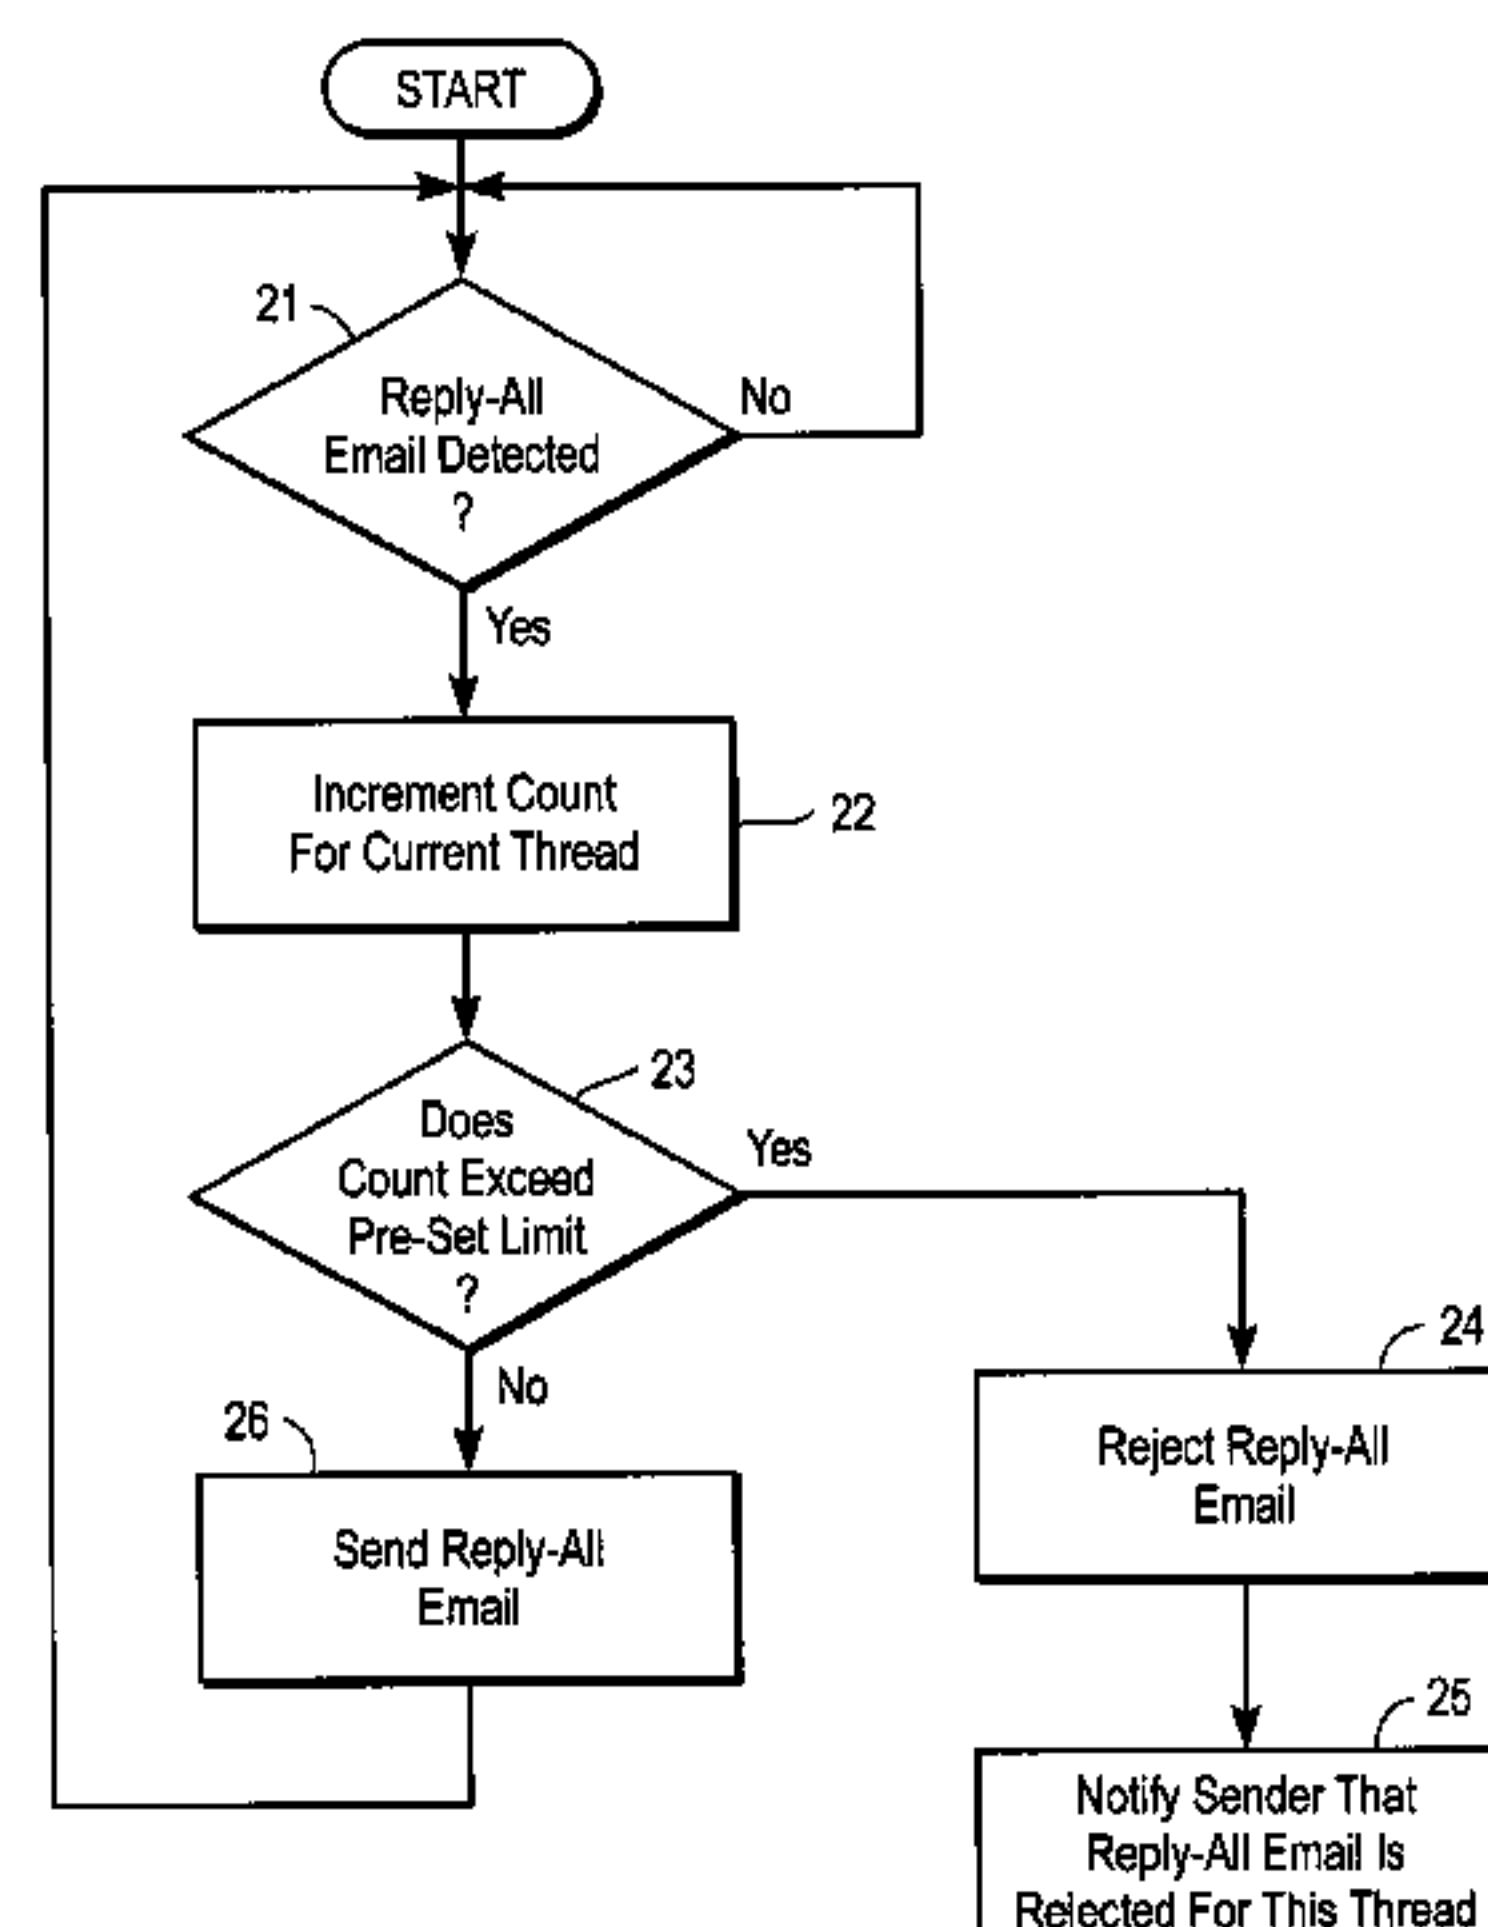 START
21
Reply-All
Email Detected
?
No
Yes
Increment Count
For Current Thread
22
23
Does
Count Exceed
Pre-Set Limit
?
Yes
No
24
Reject Reply-All
Email
26
Send Reply-All
Email
25
Notify Sender That
Reply-All Email Is
Rejected For This Thread